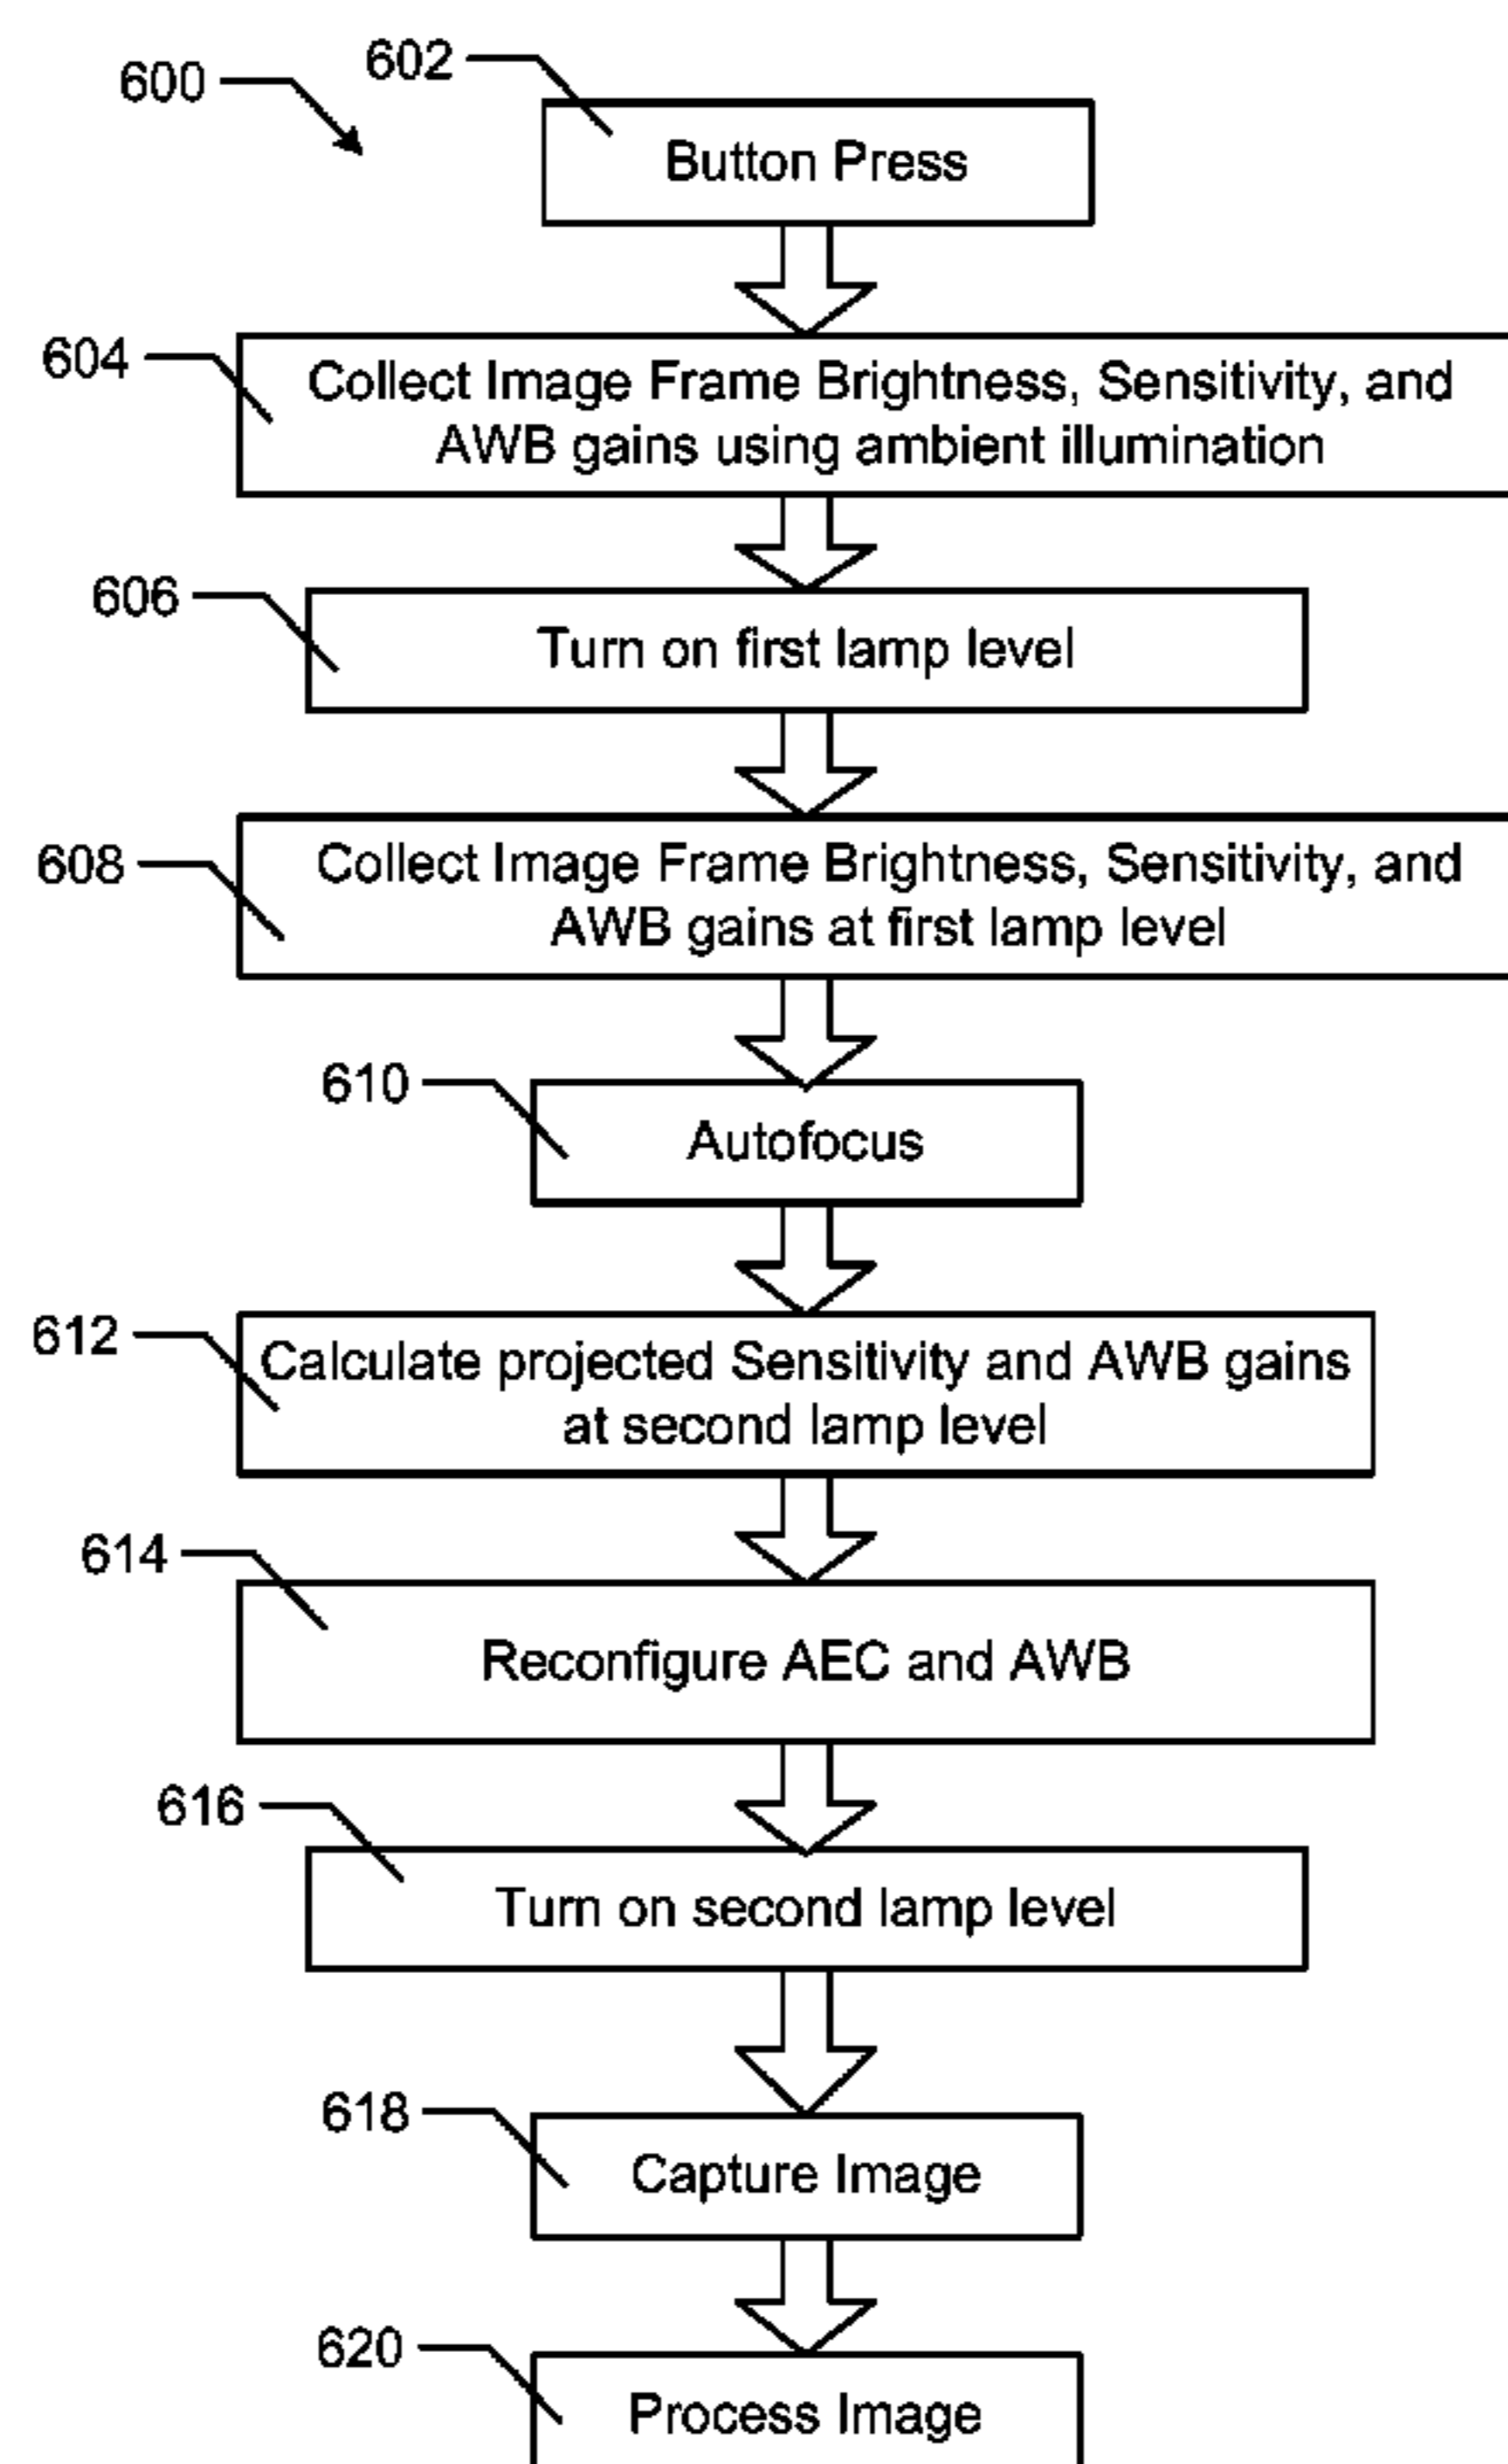 600
602
Button Press
604
Collect Image Frame Brightness, Sensitivity, and
AWB gains using ambient illumination
606
Turn on first lamp level
608
Collect Image Frame Brightness, Sensitivity, and
AWB gains at first lamp level
610
Autofocus
612
Calculate projected Sensitivity and AWB gains
at second lamp level
614
Reconfigure AEC and AWB
616
Turn on second lamp level
618
Capture Image
620
Process Image